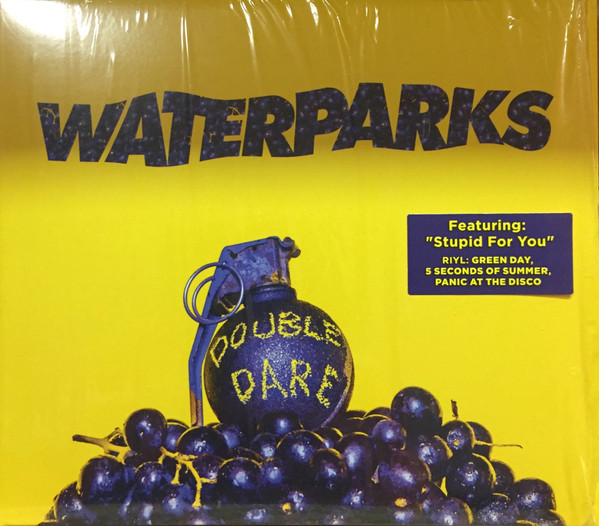 WATERPARKS
Featuring:
"Stupid For You"
RIYL: GREEN DAY,
5 SECONDS OF SUMMER,
PANIC AT THE DISCO
DOUBLE
DARE